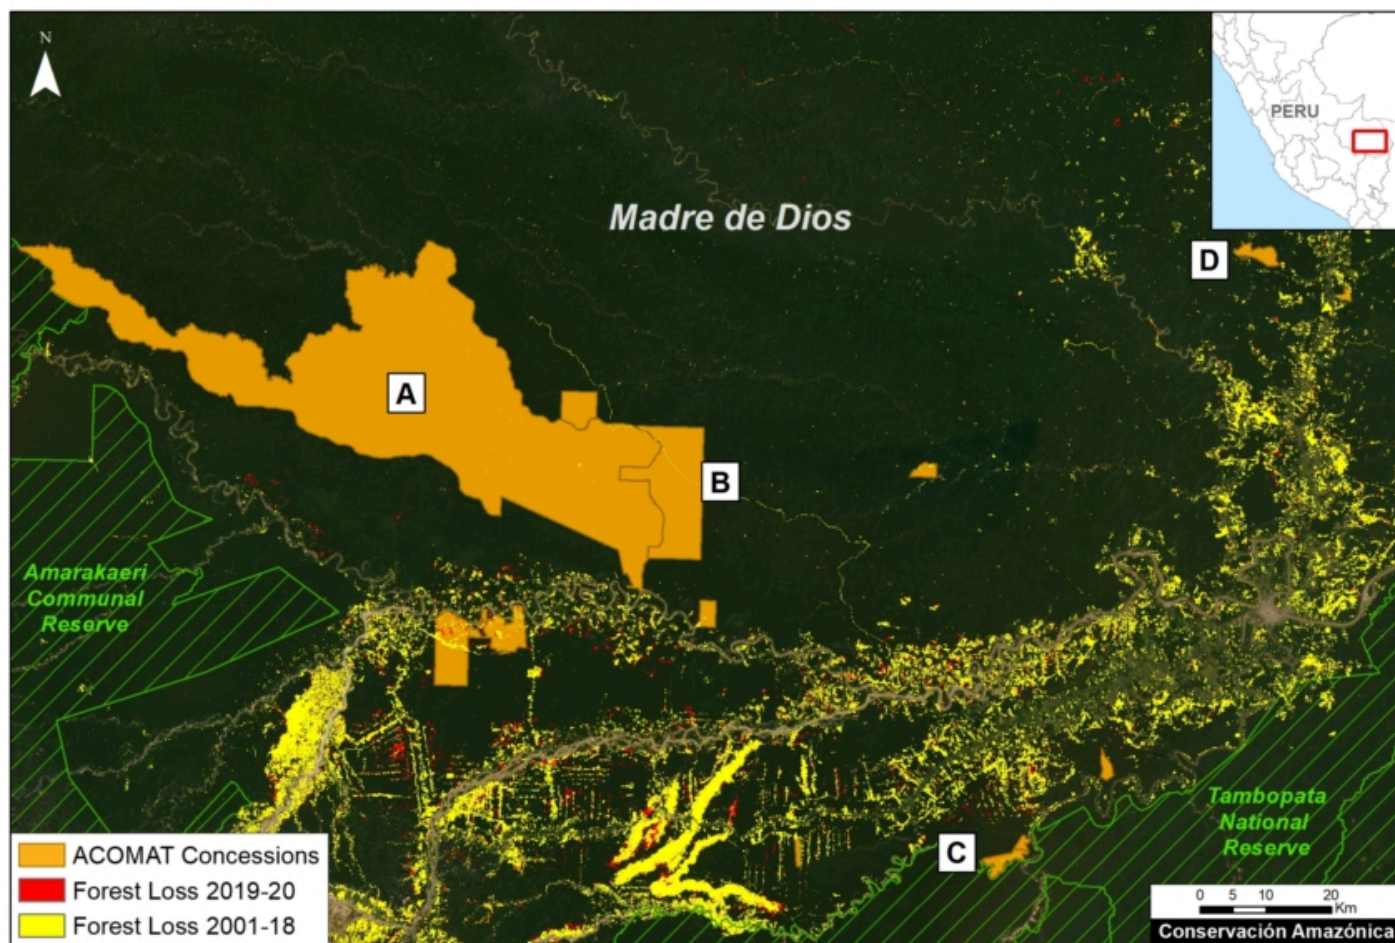 N
PERU
Madre de Dios
D
A
B
Amarakaeri
Communal
Reserve
Tambopata
National
Reserve
C
ACOMAT Concessions
Forest Loss 2019-20
Forest Loss 2001-18
0 5 10 20
Km
Conservación Amazónica